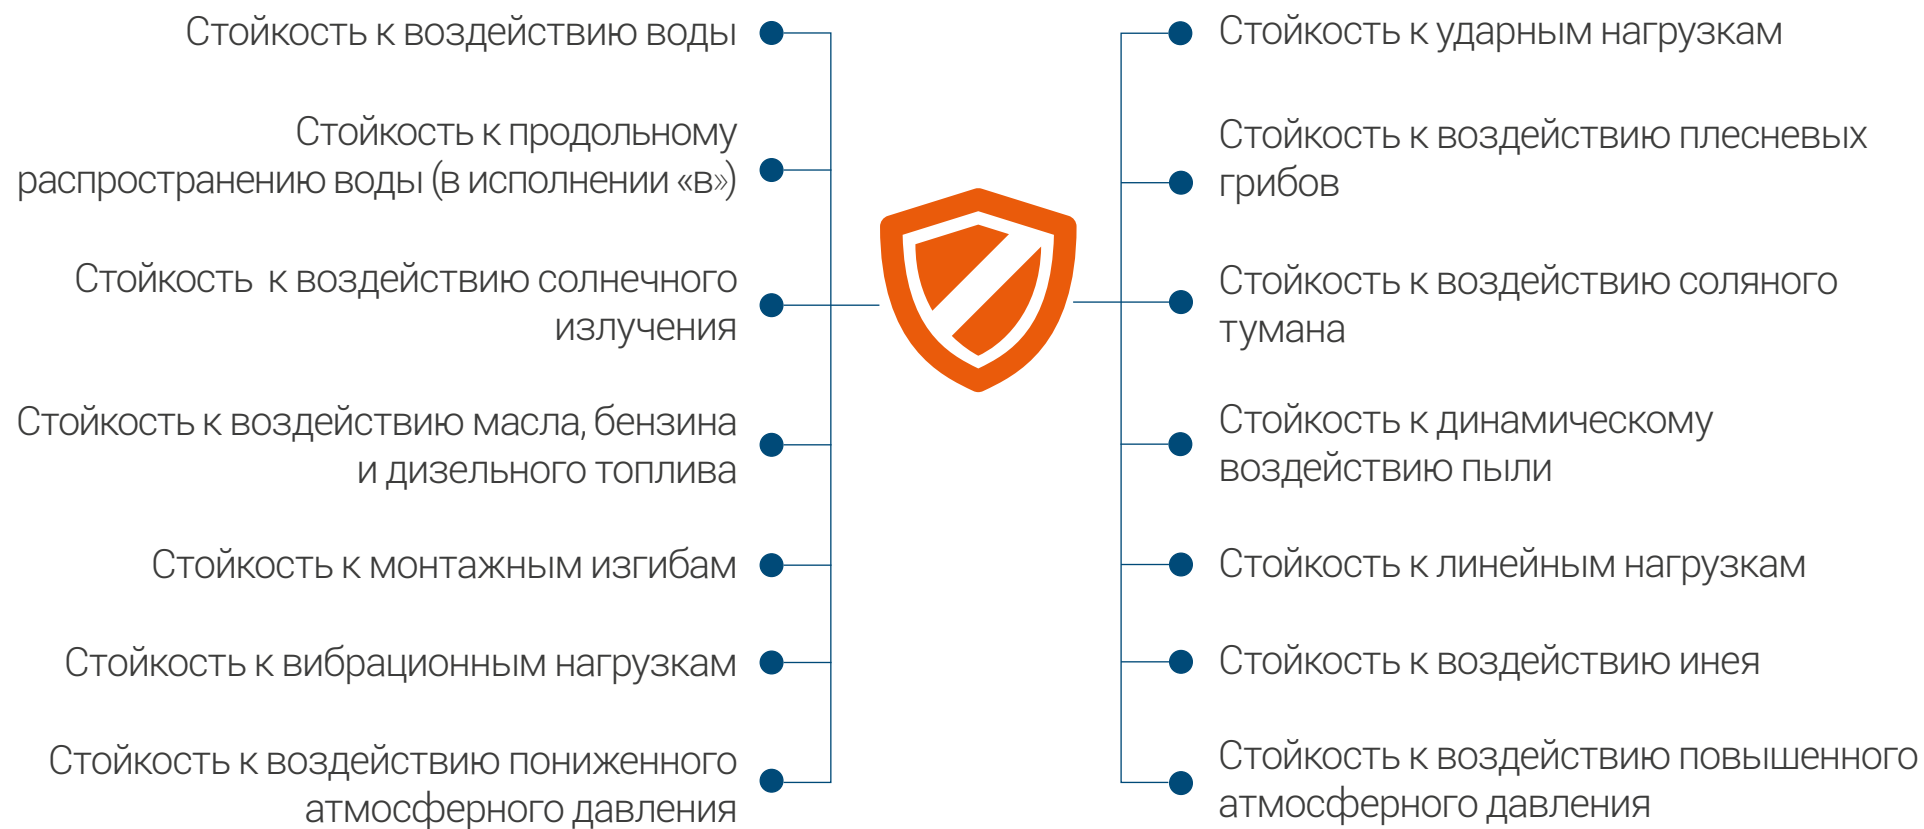 Стойкость к воздействию воды
Стойкость к продольному
распространению воды (в исполнении «в»)
Стойкость к воздействию солнечного
излучения
Стойкость к воздействию масла, бензина
и дизельного топлива
Стойкость к монтажным изгибам
Стойкость к вибрационным нагрузкам
Стойкость к воздействию пониженного
атмосферного давления
Стойкость к ударным нагрузкам
Стойкость к воздействию плесневых
грибов
Стойкость к воздействию соляного
тумана
Стойкость к динамическому
воздействию пыли
Стойкость к линейным нагрузкам
Стойкость к воздействию инея
Стойкость к воздействию повышенного
атмосферного давления